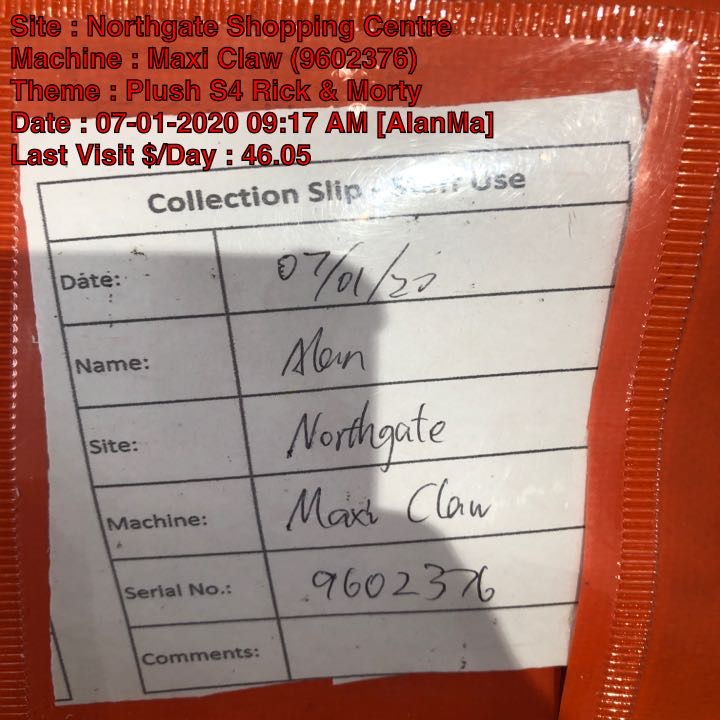 Site : Northgate Shopping Centre
Machine : Maxi Claw (9602376)
Theme : Plush S4 Rick & Morty
Date : 07-01-2020 09:17 AM [AlanMa]
Last Visit $/Day : 46.05
Collection Slip - Staff Use
Date: 07/01/20
Name: Alan
Site: Northgate
Machine: Maxi Claw
Serial No.: 9602376
Comments: